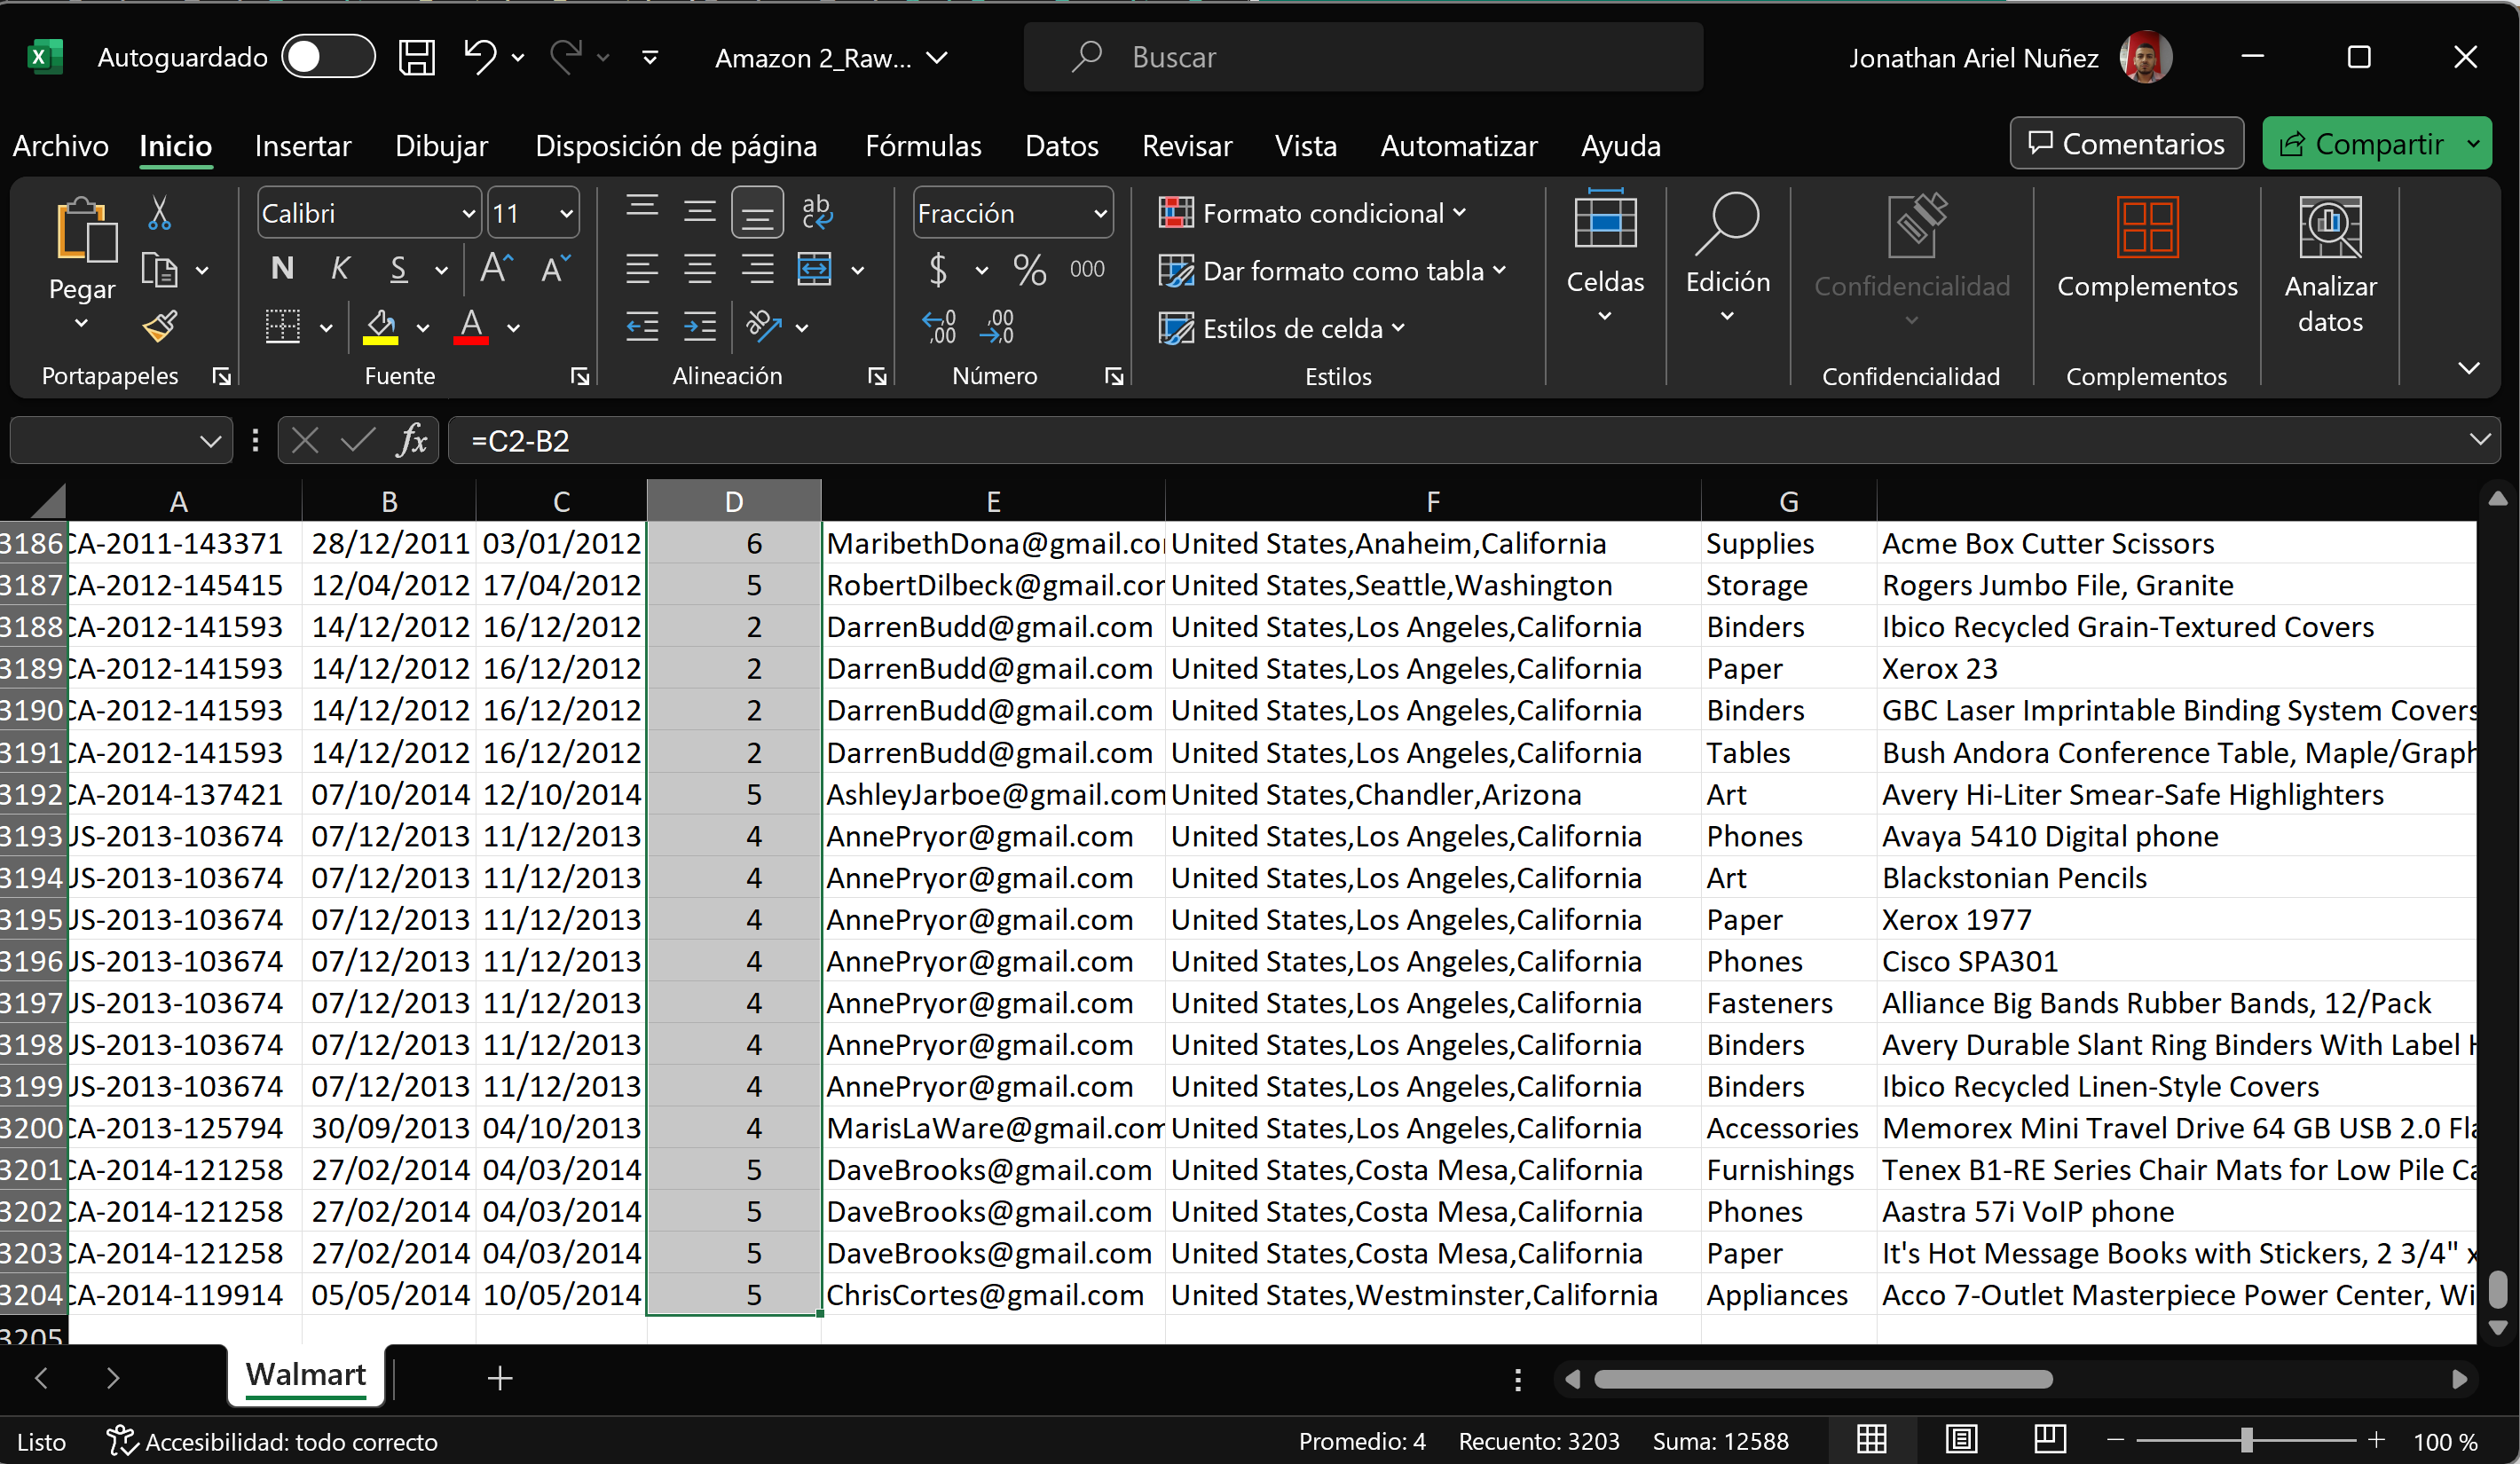 Autoguardado Amazon 2_Raw... Buscar Jonathan Ariel Nuñez
Archivo Inicio Insertar Dibujar Disposición de página Fórmulas Datos Revisar Vista Automatizar Ayuda Comentarios Compartir
Pegar
Portapapeles
Calibri 11
N K S A A
A
Fuente
ab
c
ab
Alineación
Fracción
$ % 000
,0 ,00
,00 ,0
Número
Formato condicional
Dar formato como tabla
Estilos de celda
Estilos
Celdas
Edición
Confidencialidad
Confidencialidad
Complementos
Complementos
Analizar
datos
fx =C2-B2
A B C D E F G
3186 CA-2011-143371 28/12/2011 03/01/2012 6 MaribethDona@gmail.co United States,Anaheim,California Supplies Acme Box Cutter Scissors
3187 CA-2012-145415 12/04/2012 17/04/2012 5 RobertDilbeck@gmail.co United States,Seattle,Washington Storage Rogers Jumbo File, Granite
3188 CA-2012-141593 14/12/2012 16/12/2012 2 DarrenBudd@gmail.com United States,Los Angeles,California Binders Ibico Recycled Grain-Textured Covers
3189 CA-2012-141593 14/12/2012 16/12/2012 2 DarrenBudd@gmail.com United States,Los Angeles,California Paper Xerox 23
3190 CA-2012-141593 14/12/2012 16/12/2012 2 DarrenBudd@gmail.com United States,Los Angeles,California Binders GBC Laser Imprintable Binding System Covers
3191 CA-2012-141593 14/12/2012 16/12/2012 2 DarrenBudd@gmail.com United States,Los Angeles,California Tables Bush Andora Conference Table, Maple/Graph
3192 CA-2014-137421 07/10/2014 12/10/2014 5 AshleyJarboe@gmail.com United States,Chandler,Arizona Art Avery Hi-Liter Smear-Safe Highlighters
3193 US-2013-103674 07/12/2013 11/12/2013 4 AnnePryor@gmail.com United States,Los Angeles,California Phones Avaya 5410 Digital phone
3194 US-2013-103674 07/12/2013 11/12/2013 4 AnnePryor@gmail.com United States,Los Angeles,California Art Blackstonian Pencils
3195 US-2013-103674 07/12/2013 11/12/2013 4 AnnePryor@gmail.com United States,Los Angeles,California Paper Xerox 1977
3196 US-2013-103674 07/12/2013 11/12/2013 4 AnnePryor@gmail.com United States,Los Angeles,California Phones Cisco SPA301
3197 US-2013-103674 07/12/2013 11/12/2013 4 AnnePryor@gmail.com United States,Los Angeles,California Fasteners Alliance Big Bands Rubber Bands, 12/Pack
3198 US-2013-103674 07/12/2013 11/12/2013 4 AnnePryor@gmail.com United States,Los Angeles,California Binders Avery Durable Slant Ring Binders With Label
3199 US-2013-103674 07/12/2013 11/12/2013 4 AnnePryor@gmail.com United States,Los Angeles,California Binders Ibico Recycled Linen-Style Covers
3200 CA-2013-125794 30/09/2013 04/10/2013 4 MarisLaWare@gmail.com United States,Los Angeles,California Accessories Memorex Mini Travel Drive 64 GB USB 2.0 Fla
3201 CA-2014-121258 27/02/2014 04/03/2014 5 DaveBrooks@gmail.com United States,Costa Mesa,California Furnishings Tenex B1-RE Series Chair Mats for Low Pile Ca
3202 CA-2014-121258 27/02/2014 04/03/2014 5 DaveBrooks@gmail.com United States,Costa Mesa,California Phones Aastra 57i VoIP phone
3203 CA-2014-121258 27/02/2014 04/03/2014 5 DaveBrooks@gmail.com United States,Costa Mesa,California Paper It's Hot Message Books with Stickers, 2 3/4" x
3204 CA-2014-119914 05/05/2014 10/05/2014 5 ChrisCortes@gmail.com United States,Westminster,California Appliances Acco 7-Outlet Masterpiece Power Center, Wi
3205
Walmart
Listo Accesibilidad: todo correcto Promedio: 4 Recuento: 3203 Suma: 12588 100 %